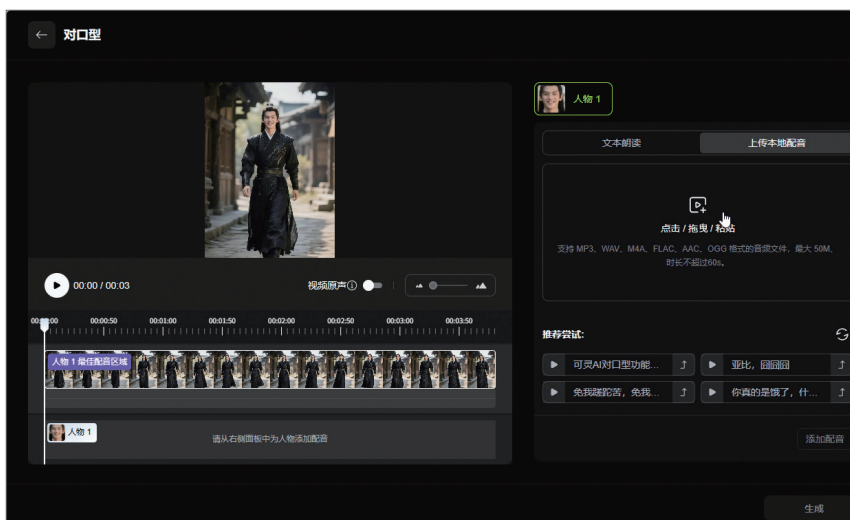 对口型
人物 1
文本朗读
上传本地配音
点击 / 拖曳 / 粘贴
支持 MP3、WAV、M4A、FLAC、AAC、OGG 格式的音频文件，最大 50M，
时长不超过60s。
00:00 / 00:03
视频原声
00:00:00 00:00:50 00:01:00 00:01:50 00:02:00 00:02:50 00:03:00 00:03:50
人物 1 最佳配音区域
人物 1
请从右侧面板中为人物添加配音
推荐尝试:
可灵AI对口型功能...
亚比，囧囧囧
免我蹉跎苦，免我...
你真的是饿了，什...
添加配音
生成